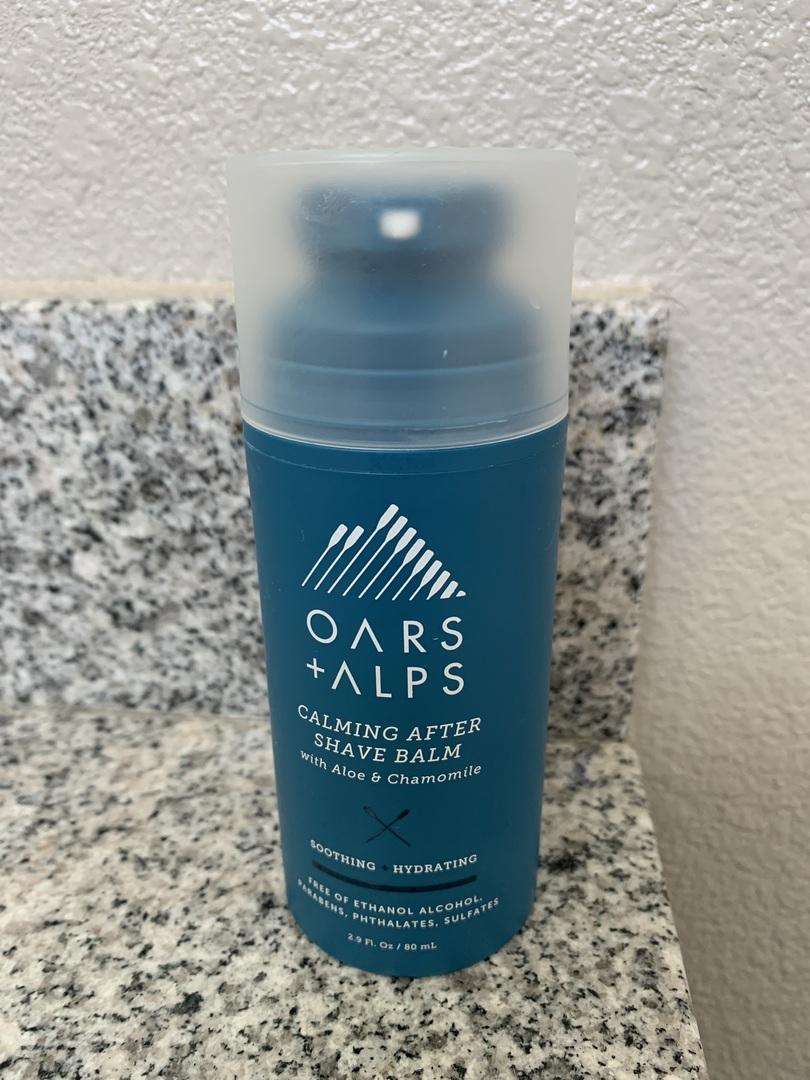 OARS
+ALPS
CALMING AFTER
SHAVE BALM
with Aloe & Chamomile
SOOTHING + HYDRATING
FREE OF ETHANOL ALCOHOL,
PARABENS, PHTHALATES, SULFATES
2.9 Fl. Oz / 80 mL